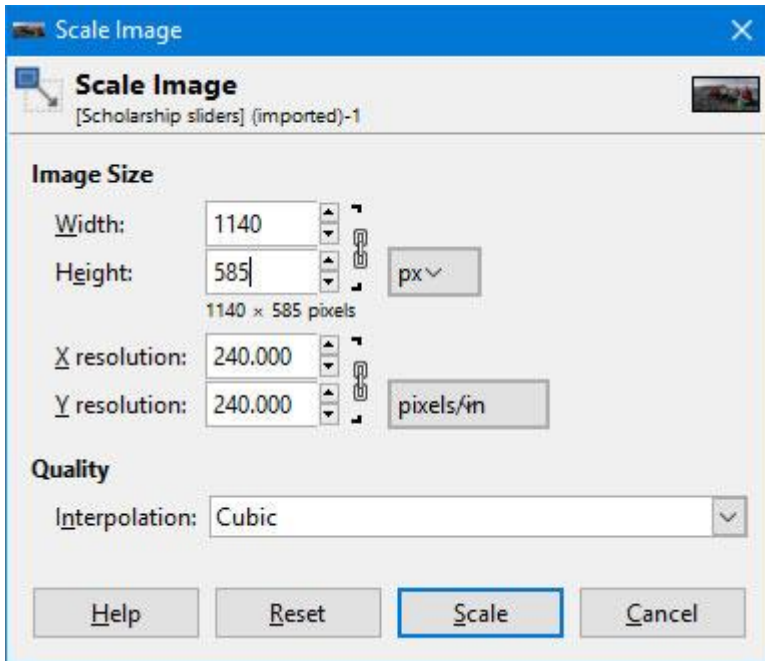 Scale Image
Scale Image
[Scholarship sliders] (imported)-1
Image Size
Width: 1140
Height: 585 px
1140 × 585 pixels
X resolution: 240.000
Y resolution: 240.000 pixels/in
Quality
Interpolation: Cubic
Help Reset Scale Cancel